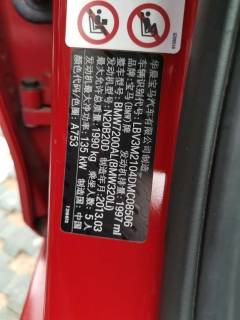 华晨宝马汽车有限公司制造
车辆识别代号: LBV3M2104DMC08506
品牌: 宝马(BMW)牌
整车型号: BMW7200AL(BMW320Li)
发动机型号: N20B20D 发动机排量: 1997 ml
最大允许总质量: 1990 kg 制造年月: 2013.03
发动机最大净功率: 135 kW 乘坐人数: 5 人
颜色代码/色漆: A75/3 制造国: 中国